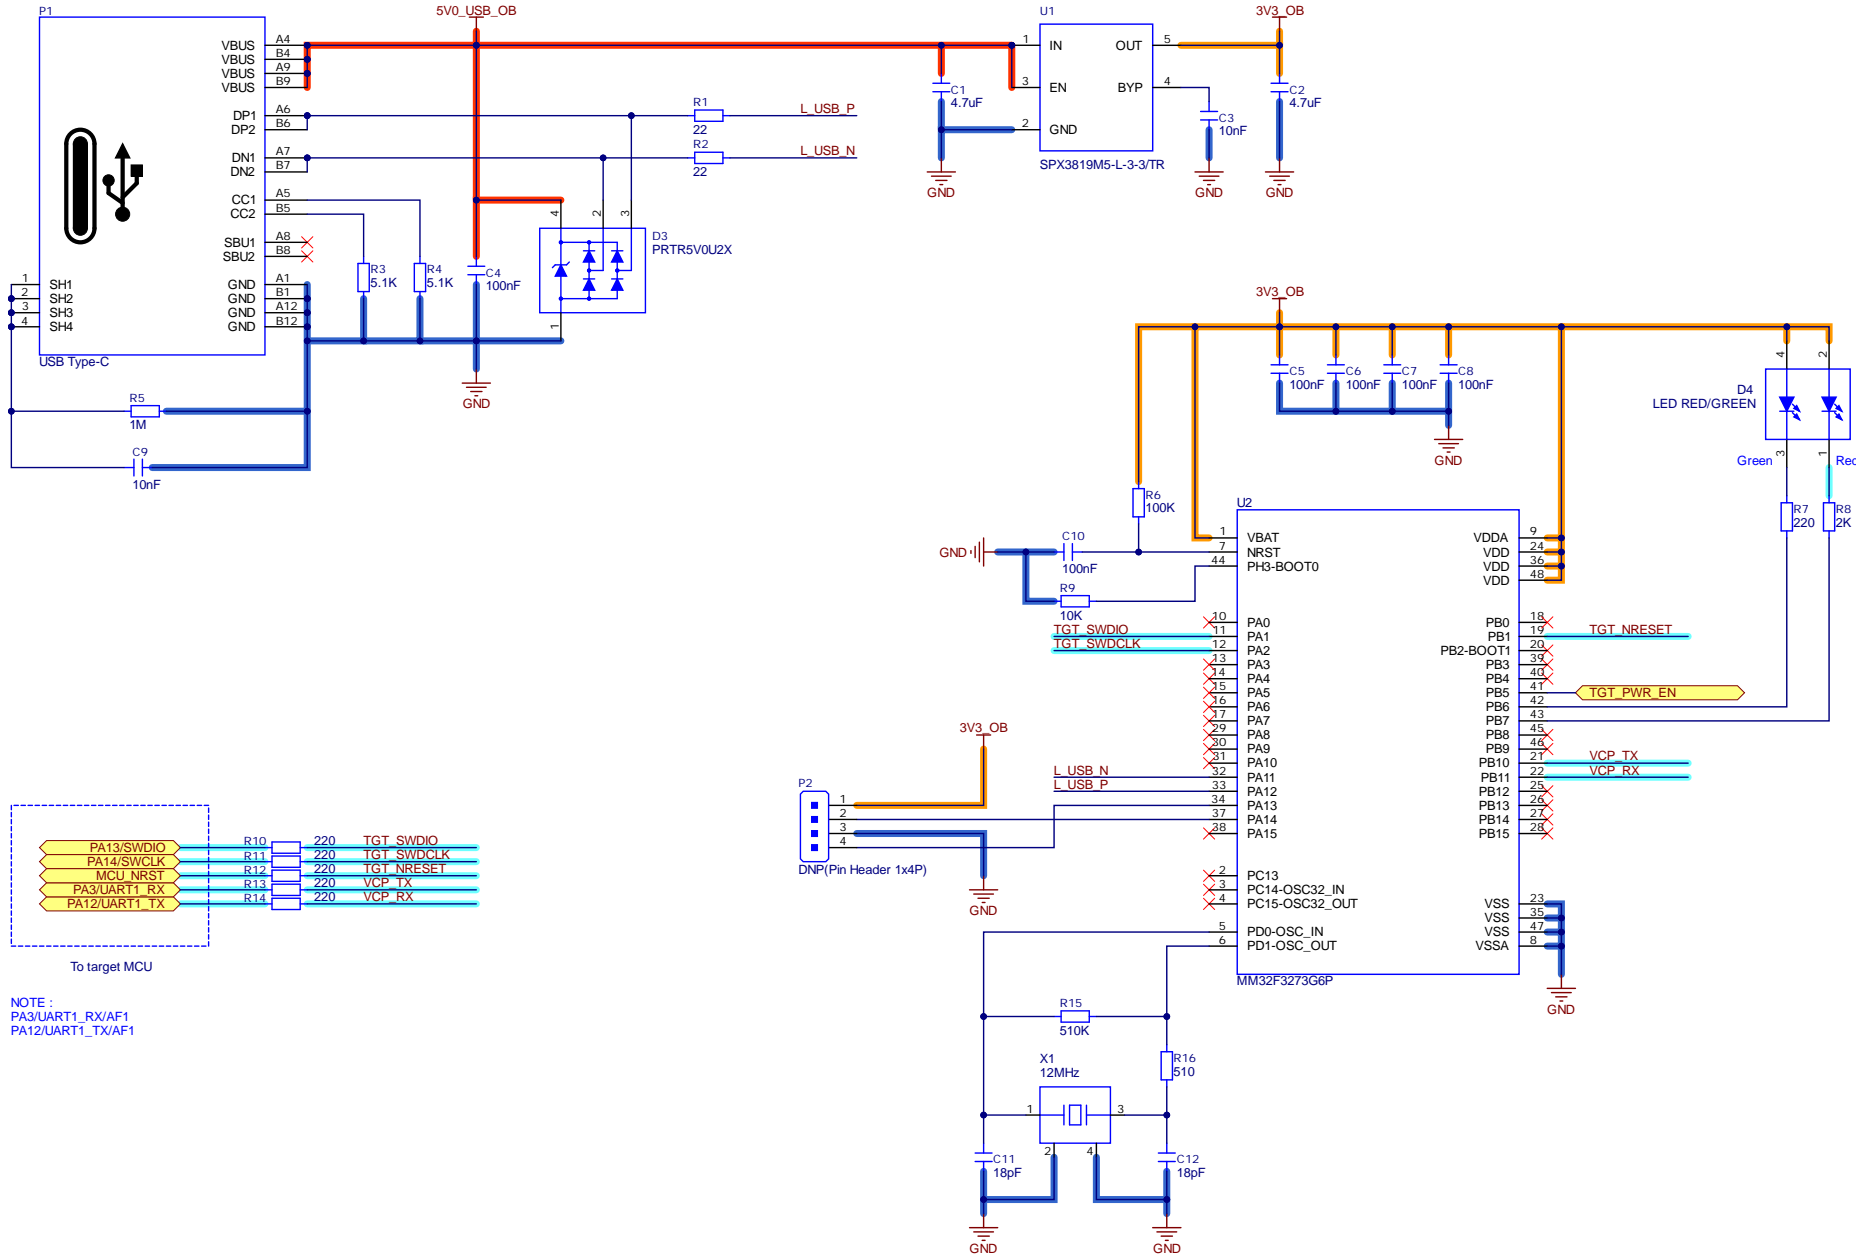 P1
5V0_USB_OB
U1
3V3_OB
VBUS A4
VBUS B4
VBUS A9
VBUS B9
DP1 A6
DP2 B6
DN1 A7
DN2 B7
CC1 A5
CC2 B5
SBU1 A8
SBU2 B8
GND A1
GND B1
GND A12
GND B12
1 SH1
2 SH2
3 SH3
4 SH4
USB Type-C
R1
22
L_USB_P
R2
22
L_USB_N
R3
5.1K
R4
5.1K
C4
100nF
4 2 3
D3
PRTR5V0U2X
1
GND
R5
1M
C9
10nF
C1
4.7uF
GND
1 IN OUT 5
3 EN BYP 4
2 GND
SPX3819M5-L-3-3/TR
C3
10nF
GND
C2
4.7uF
GND
3V3_OB
C5
100nF
C6
100nF
C7
100nF
C8
100nF
GND
4 2
D4
LED RED/GREEN
Green 3 1
R7
220
R8
2K
R6
100K
GND
C10
100nF
R9
10K
U2
1 VBAT
7 NRST
44 PH3-BOOT0
10 PA0
TGT_SWDIO 11 PA1
TGT_SWDCLK 12 PA2
13 PA3
14 PA4
15 PA5
16 PA6
17 PA7
29 PA8
30 PA9
31 PA10
L_USB_N 32 PA11
L_USB_P 33 PA12
34 PA13
37 PA14
38 PA15
2 PC13
3 PC14-OSC32_IN
4 PC15-OSC32_OUT
5 PD0-OSC_IN
6 PD1-OSC_OUT
VDDA 9
VDD 24
VDD 36
VDD 48
PB0 18
PB1 19 TGT_NRESET
PB2-BOOT1 20
PB3 39
PB4 40
PB5 41 TGT_PWR_EN
PB6 42
PB7 43
PB8 45
PB9 46
PB10 21 VCP_TX
PB11 22 VCP_RX
PB12 25
PB13 26
PB14 27
PB15 28
VSS 23
VSS 35
VSS 47
VSSA 8
MM32F3273G6P
GND
3V3_OB
P2
1
2
3
4
DNP(Pin Header 1x4P)
GND
PA13/SWDIO R10 220 TGT_SWDIO
PA14/SWCLK R11 220 TGT_SWDCLK
MCU_NRST R12 220 TGT_NRESET
PA3/UART1_RX R13 220 VCP_TX
PA12/UART1_TX R14 220 VCP_RX
To target MCU
NOTE :
PA3/UART1_RX/AF1
PA12/UART1_TX/AF1
R15
510K
R16
510
X1
12MHz
1 3
2 4
C11
18pF
C12
18pF
GND
GND